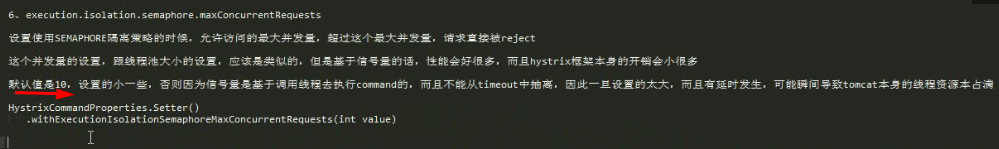 6、execution.isolation.semaphore.maxConcurrentRequests
设置使用SEMAPHORE隔离策略的时候，允许访问的最大并发量，超过这个最大并发量，请求直接被reject
这个并发量的设置，跟线程池大小的设置，应该是类似的，但是基于信号量的话，性能会好很多，而且hystrix框架本身的开销会小很多
默认值是10，设置的小一些，否则因为信号量是基于调用线程去执行command的，而且不能从timeout中抽离，因此一旦设置的太大，而且有延时发生，可能瞬间导致tomcat本身的线程资源本占满
HystrixCommandProperties.Setter()
.withExecutionIsolationSemaphoreMaxConcurrentRequests(int value)